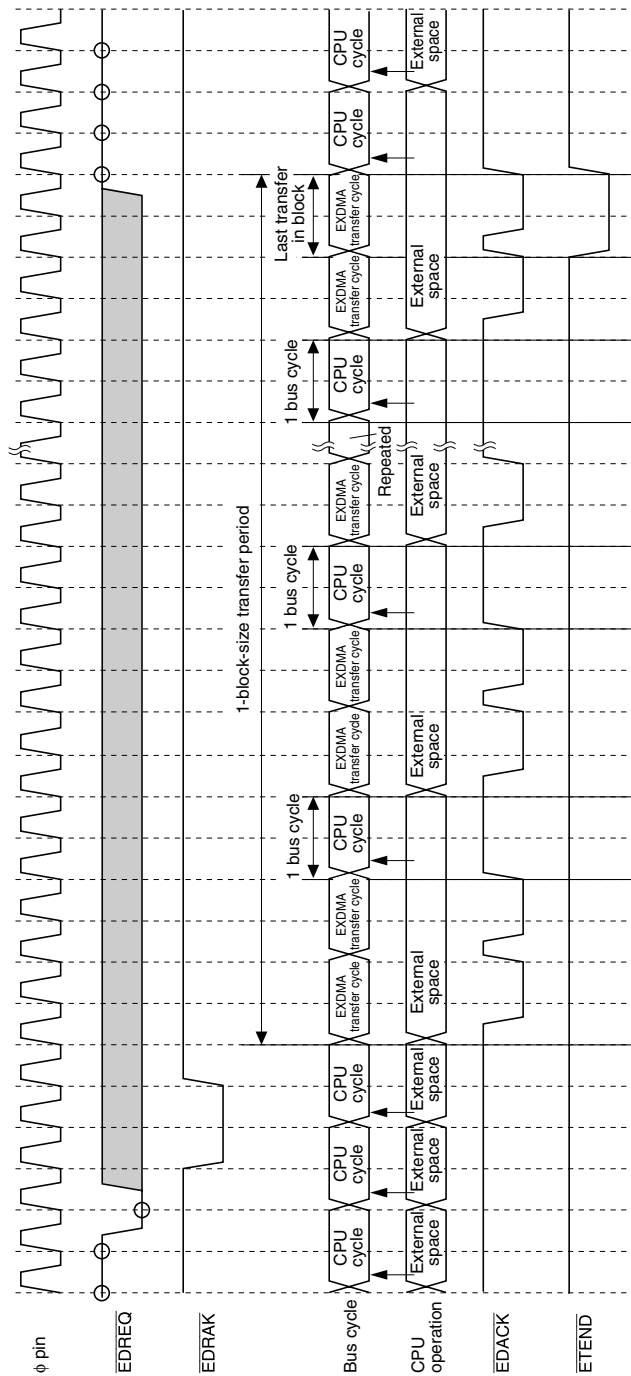 φ pin
EDREQ
EDRAK
1-block-size transfer period
1 bus cycle
1 bus cycle
1 bus cycle
Last transfer
in block
Bus cycle
CPU
cycle
CPU
cycle
CPU
cycle
EXDMA
transfer cycle
EXDMA
transfer cycle
CPU
cycle
EXDMA
transfer cycle
EXDMA
transfer cycle
CPU
cycle
EXDMA
transfer cycle
Repeated
CPU
cycle
EXDMA
transfer cycle
EXDMA
transfer cycle
CPU
cycle
CPU
cycle
CPU
operation
External
space
External
space
External
space
External
space
External
space
External
space
External
space
External
space
EDACK
ETEND